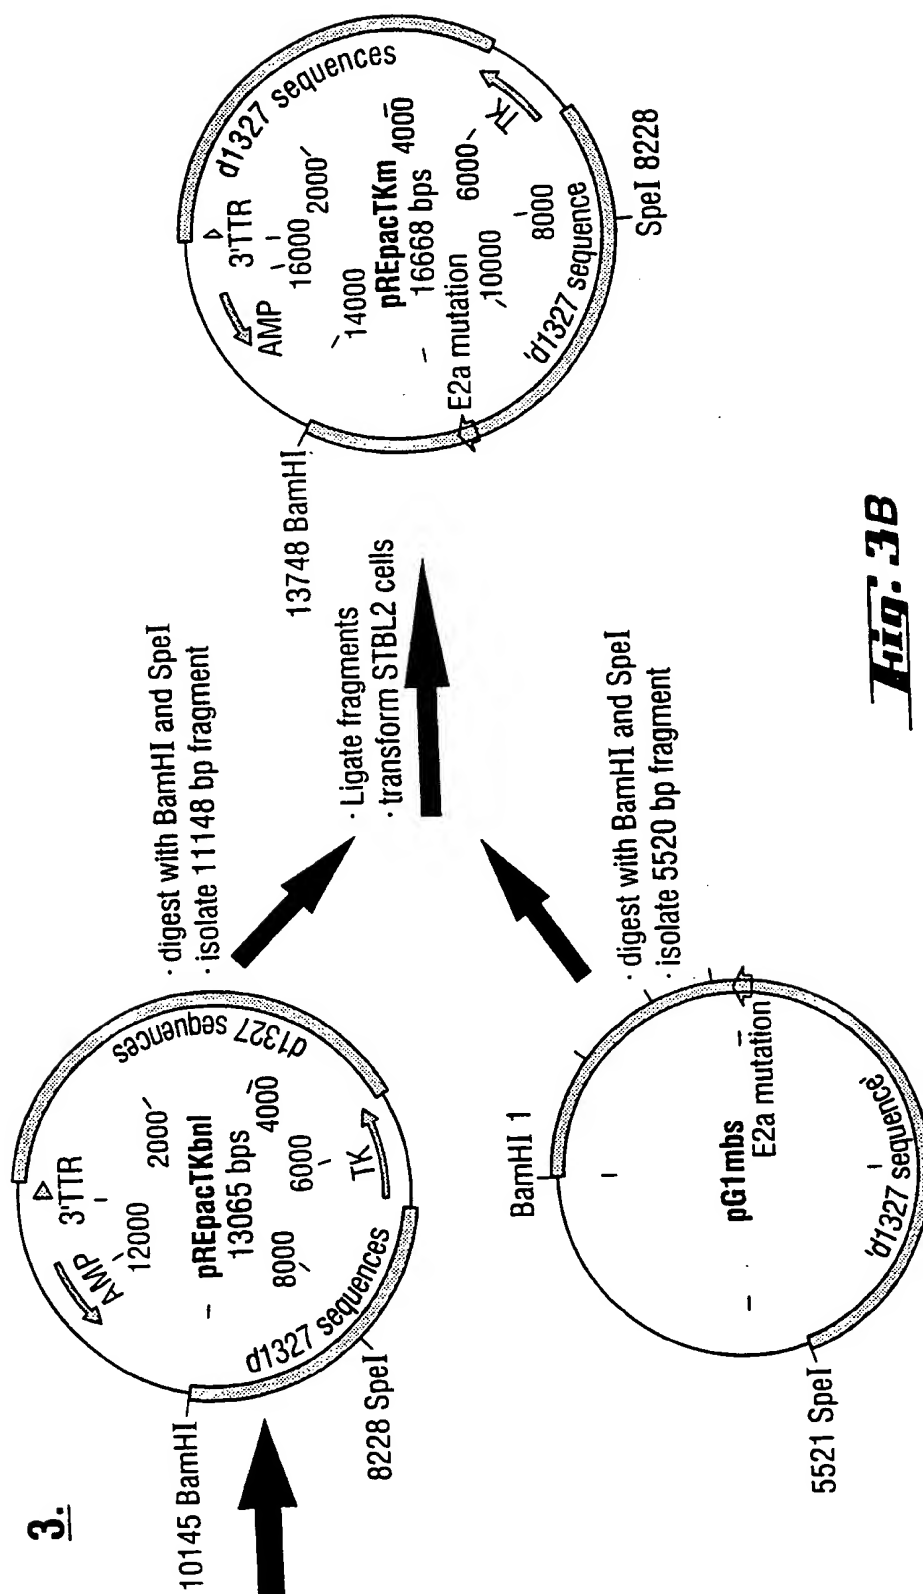 3.
10145 BamHI
8228 SpeI
AMP
3'TTR
12000
2000
pREpacTKbnl
13065 bps
4000
6000
8000
TK
d1327 sequences
d1327 sequences
· digest with BamHI and SpeI
· isolate 11148 bp fragment
BamHI 1
5521 SpeI
pG1mbs
E2a mutation
'd1327 sequence'
· digest with BamHI and SpeI
· isolate 5520 bp fragment
· Ligate fragments
· transform STBL2 cells
13748 BamHI
AMP
3'TTR
16000
2000
14000
pREpacTKm
16668 bps
4000
6000
10000
8000
E2a mutation
TK
d1327 sequences
'd1327 sequence
SpeI 8228
Fig. 3B